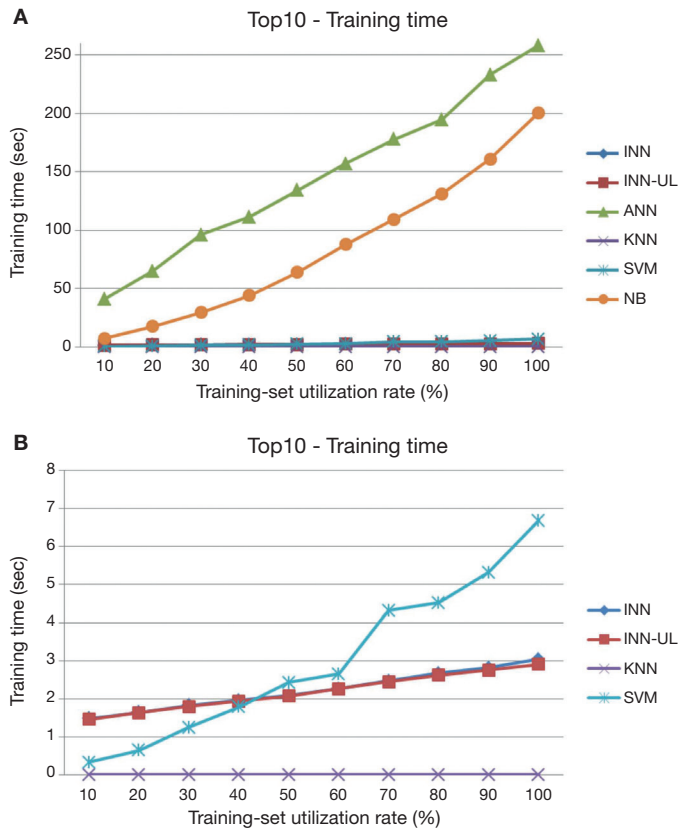 A
Top10 - Training time
250
200
150
100
50
0
Training time (sec)
10 20 30 40 50 60 70 80 90 100
Training-set utilization rate (%)
INN
INN-UL
ANN
KNN
SVM
NB
B
Top10 - Training time
8
7
6
5
4
3
2
1
0
Training time (sec)
10 20 30 40 50 60 70 80 90 100
Training-set utilization rate (%)
INN
INN-UL
KNN
SVM